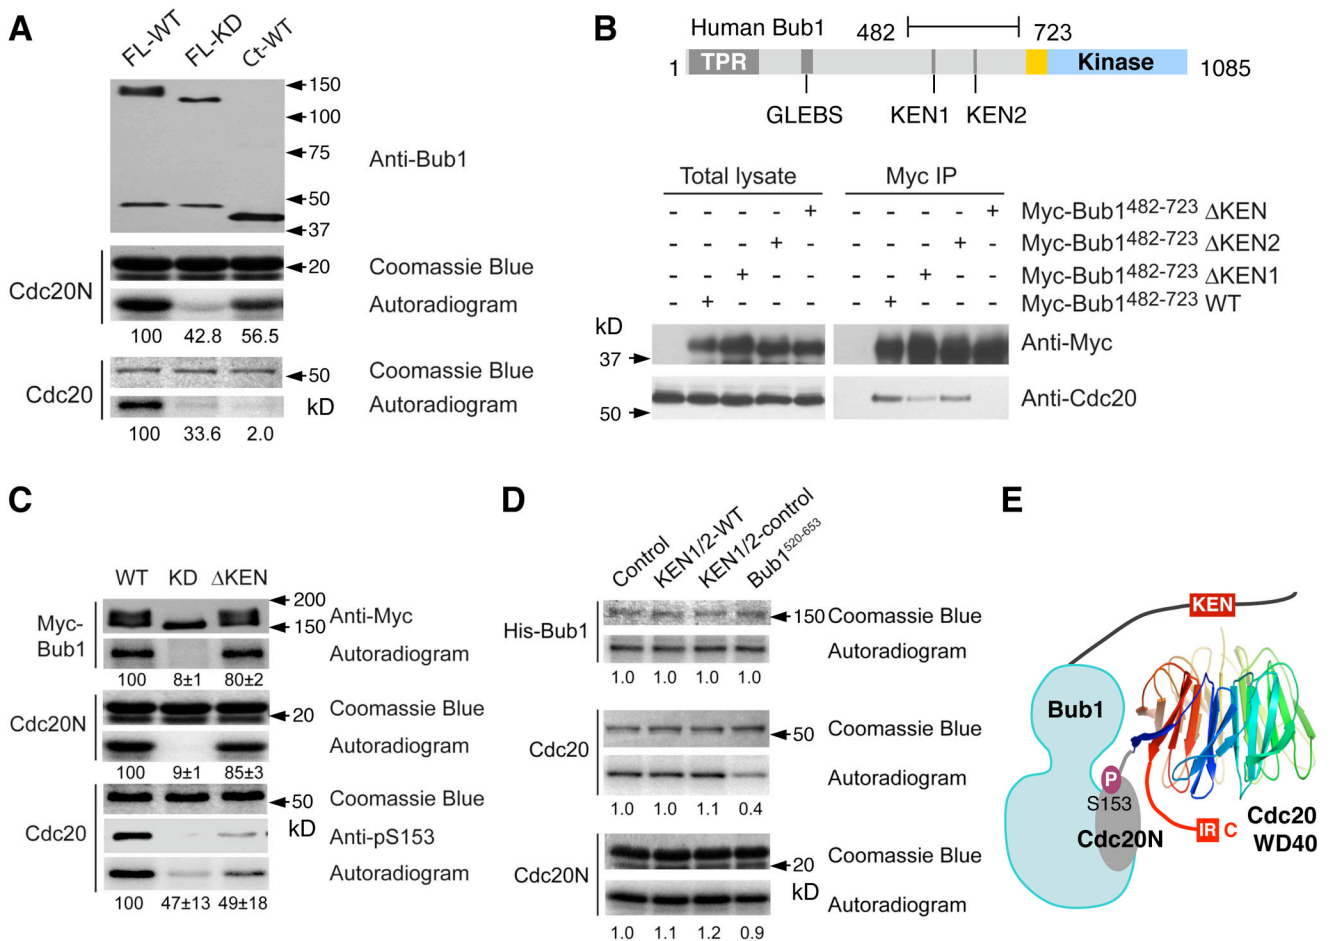 A
FL-WT FL-KD Ct-WT
150
100
75
Anti-Bub1
50
37
Cdc20N
20 Coomassie Blue
Autoradiogram
100 42.8 56.5
Cdc20
50 Coomassie Blue
kD Autoradiogram
100 33.6 2.0
B
Human Bub1 482 723
1 TPR Kinase 1085
GLEBS KEN1 KEN2
Total lysate Myc IP
- - - - + - - - - + Myc-Bub1482-723 ΔKEN
- - - + - - - - + - Myc-Bub1482-723 ΔKEN2
- - + - - - - + - - Myc-Bub1482-723 ΔKEN1
- + - - - - + - - - Myc-Bub1482-723 WT
kD
37 Anti-Myc
50 Anti-Cdc20
C
WT KD ΔKEN
200
Myc-Bub1
150 Anti-Myc
Autoradiogram
100 8±1 80±2
Cdc20N
20 Coomassie Blue
Autoradiogram
100 9±1 85±3
Cdc20
50 Coomassie Blue
kD Anti-pS153
Autoradiogram
100 47±13 49±18
D
Control KEN1/2-WT KEN1/2-control Bub1520-653
His-Bub1
150 Coomassie Blue
Autoradiogram
1.0 1.0 1.0 1.0
Cdc20
50 Coomassie Blue
Autoradiogram
1.0 1.0 1.1 0.4
Cdc20N
20 Coomassie Blue
kD Autoradiogram
1.0 1.1 1.2 0.9
E
KEN
Bub1
P
S153
Cdc20N
IR C
Cdc20
WD40